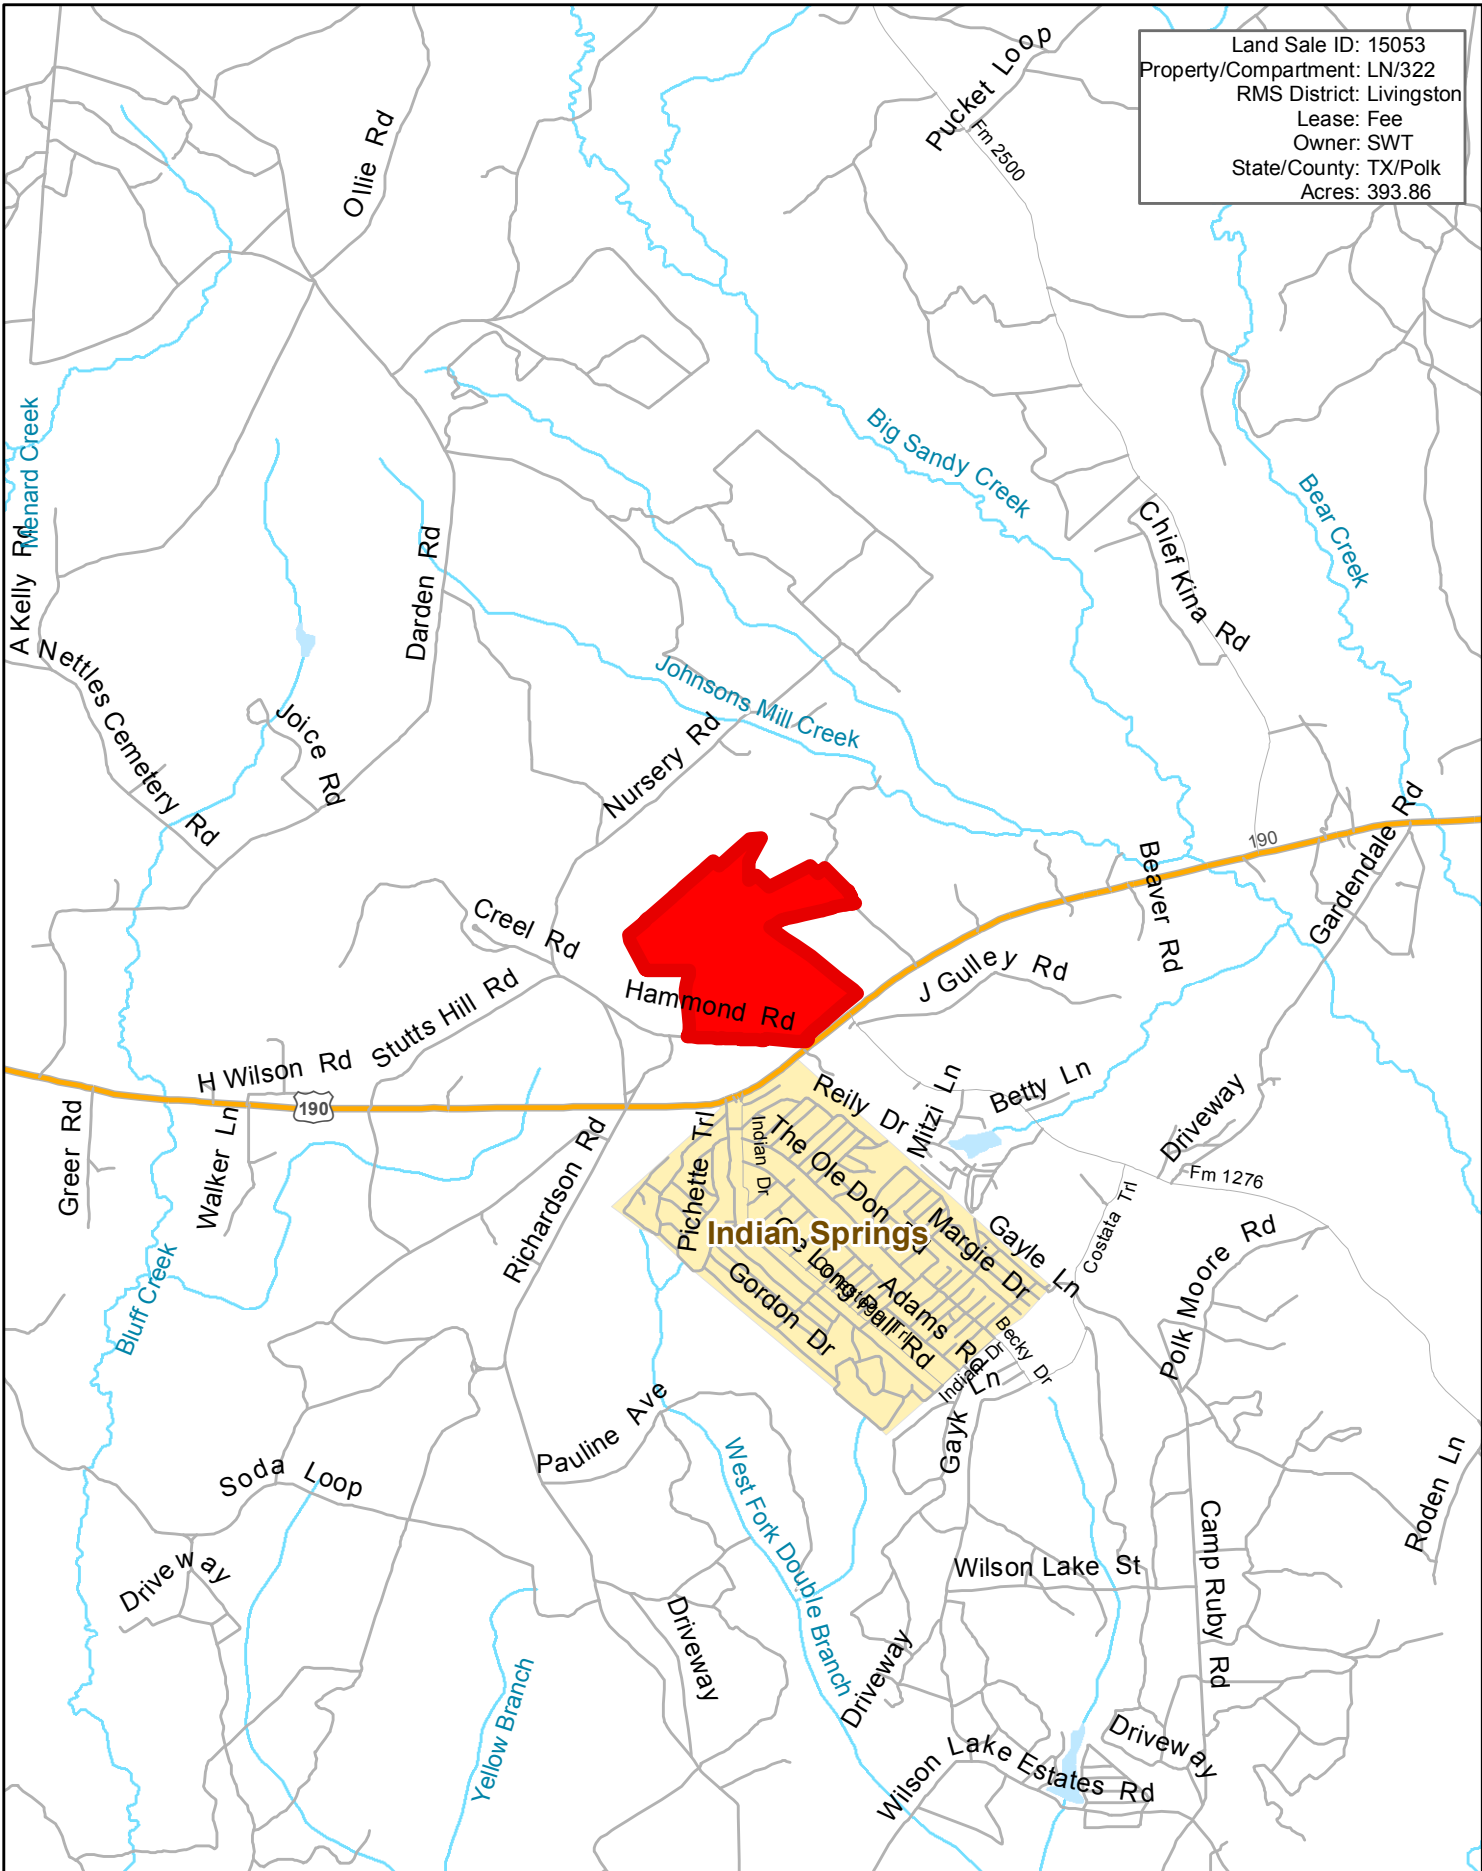 Land Sale ID: 15053
Property/Compartment: LN/322
RMS District: Livingston
Lease: Fee
Owner: SWT
State/County: TX/Polk
Acres: 393.86
Pucket Loop
Fm 2500
Ollie Rd
Menard Creek
Big Sandy Creek
Bear Creek
A Kelly Rd
Darden Rd
Chief Kina Rd
Nettles Cemetery Rd
Joice Rd
Johnsons Mill Creek
Nursery Rd
190
Gardendale Rd
Beaver Rd
Creel Rd
Stutts Hill Rd
Hammond Rd
J Gulley Rd
H Wilson Rd
190
Greer Rd
Walker Ln
Richardson Rd
Pichette Trl
Indian Dr
Reily Dr
Mitzi Ln
Betty Ln
Driveway
Fm 1276
The Ole Don Rd
Indian Springs
Margie Dr
Gayle Ln
Costata Trl
Polk Moore Rd
Bluff Creek
Gordon Dr
Adams Rd
Becky Dr
Indian Dr
Gayk Ln
Pauline Ave
Soda Loop
West Fork Double Branch
Roden Ln
Camp Ruby Rd
Wilson Lake St
Driveway
Driveway
Driveway
Yellow Branch
Driveway
Wilson Lake Estates Rd